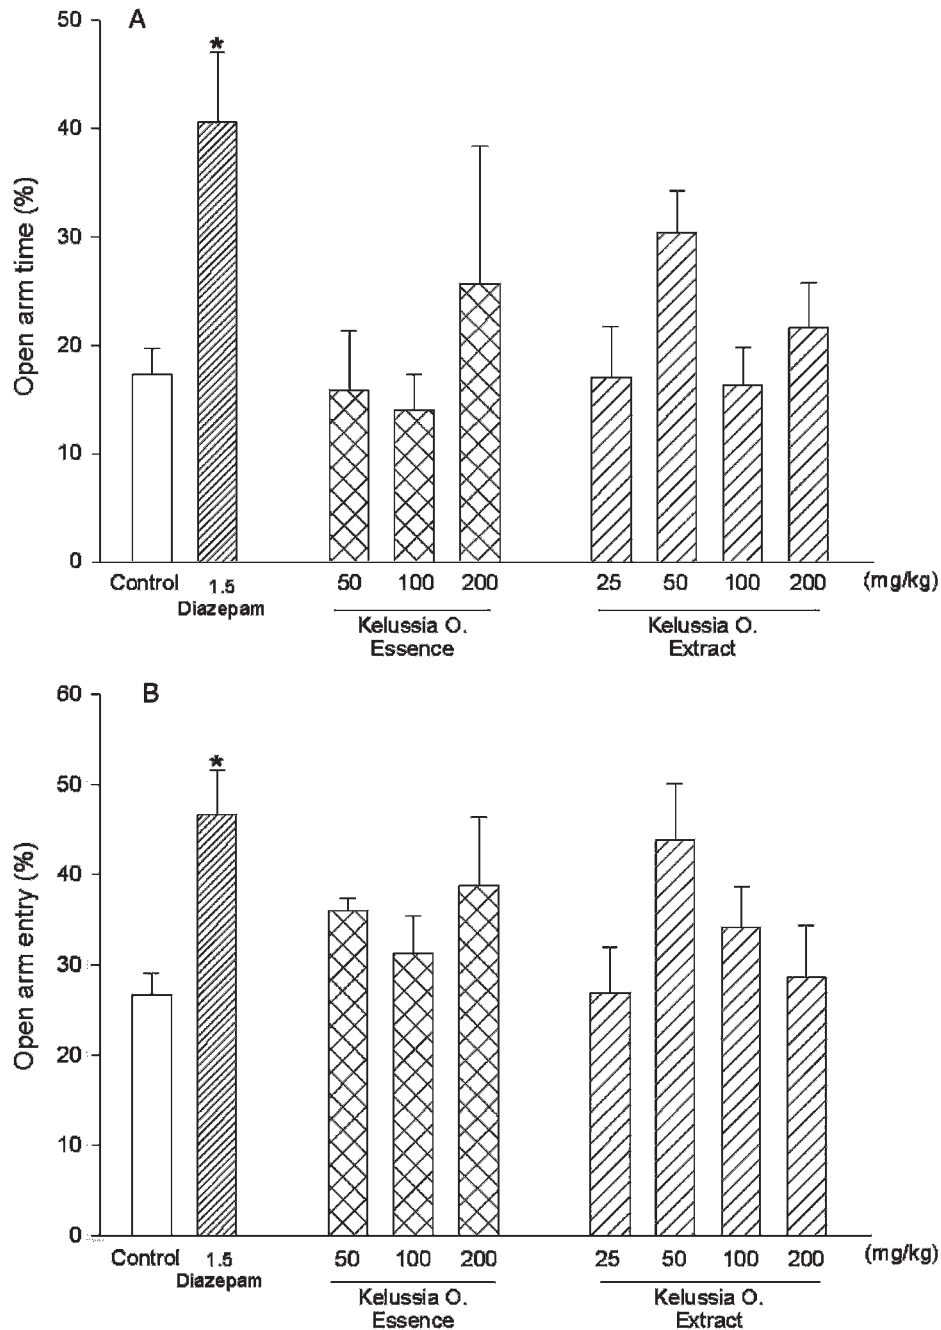 A
50
40
30
20
10
0
Open arm time (%)
*
Control 1.5 50 100 200 25 50 100 200 (mg/kg)
Diazepam
Kelussia O. Kelussia O.
Essence Extract
B
60
50
40
30
20
10
0
Open arm entry (%)
*
Control 1.5 50 100 200 25 50 100 200 (mg/kg)
Diazepam
Kelussia O. Kelussia O.
Essence Extract